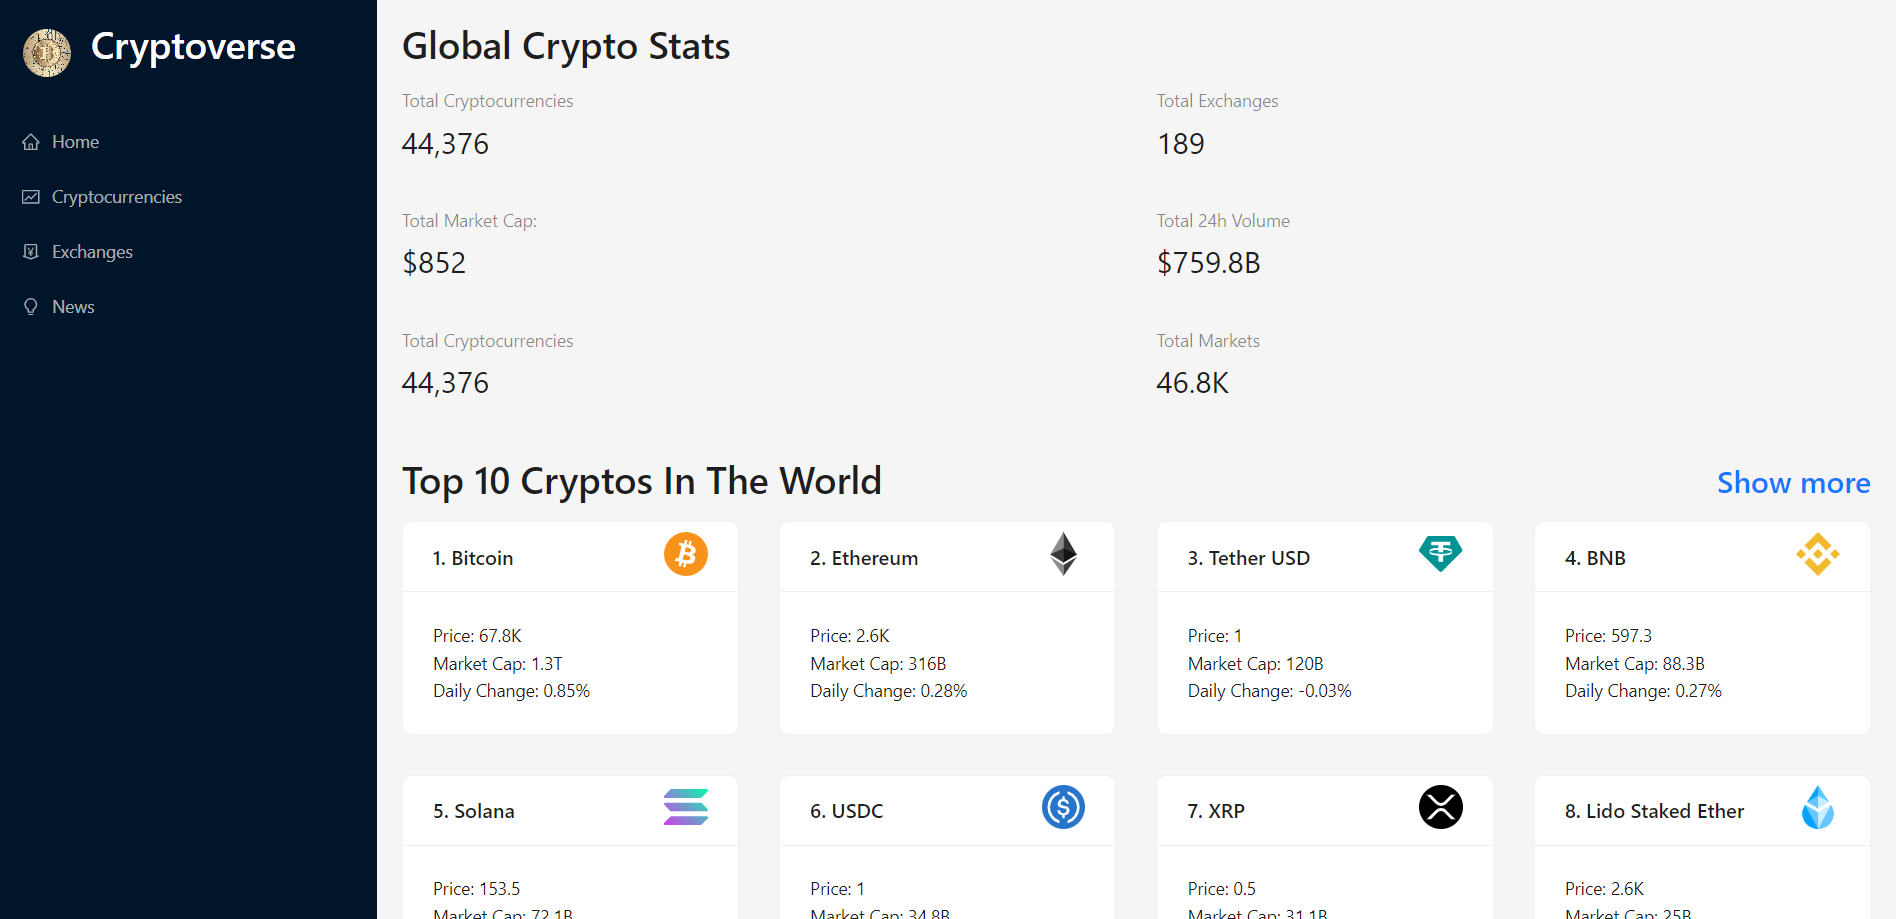 Cryptoverse
Home
Cryptocurrencies
Exchanges
News
Global Crypto Stats
Total Cryptocurrencies
44,376
Total Exchanges
189
Total Market Cap:
$852
Total 24h Volume
$759.8B
Total Cryptocurrencies
44,376
Total Markets
46.8K
Top 10 Cryptos In The World
Show more
1. Bitcoin
Price: 67.8K
Market Cap: 1.3T
Daily Change: 0.85%
2. Ethereum
Price: 2.6K
Market Cap: 316B
Daily Change: 0.28%
3. Tether USD
Price: 1
Market Cap: 120B
Daily Change: -0.03%
4. BNB
Price: 597.3
Market Cap: 88.3B
Daily Change: 0.27%
5. Solana
Price: 153.5
Market Cap: 72.1B
6. USDC
Price: 1
Market Cap: 34.8B
7. XRP
Price: 0.5
Market Cap: 31.1B
8. Lido Staked Ether
Price: 2.6K
Market Cap: 25B